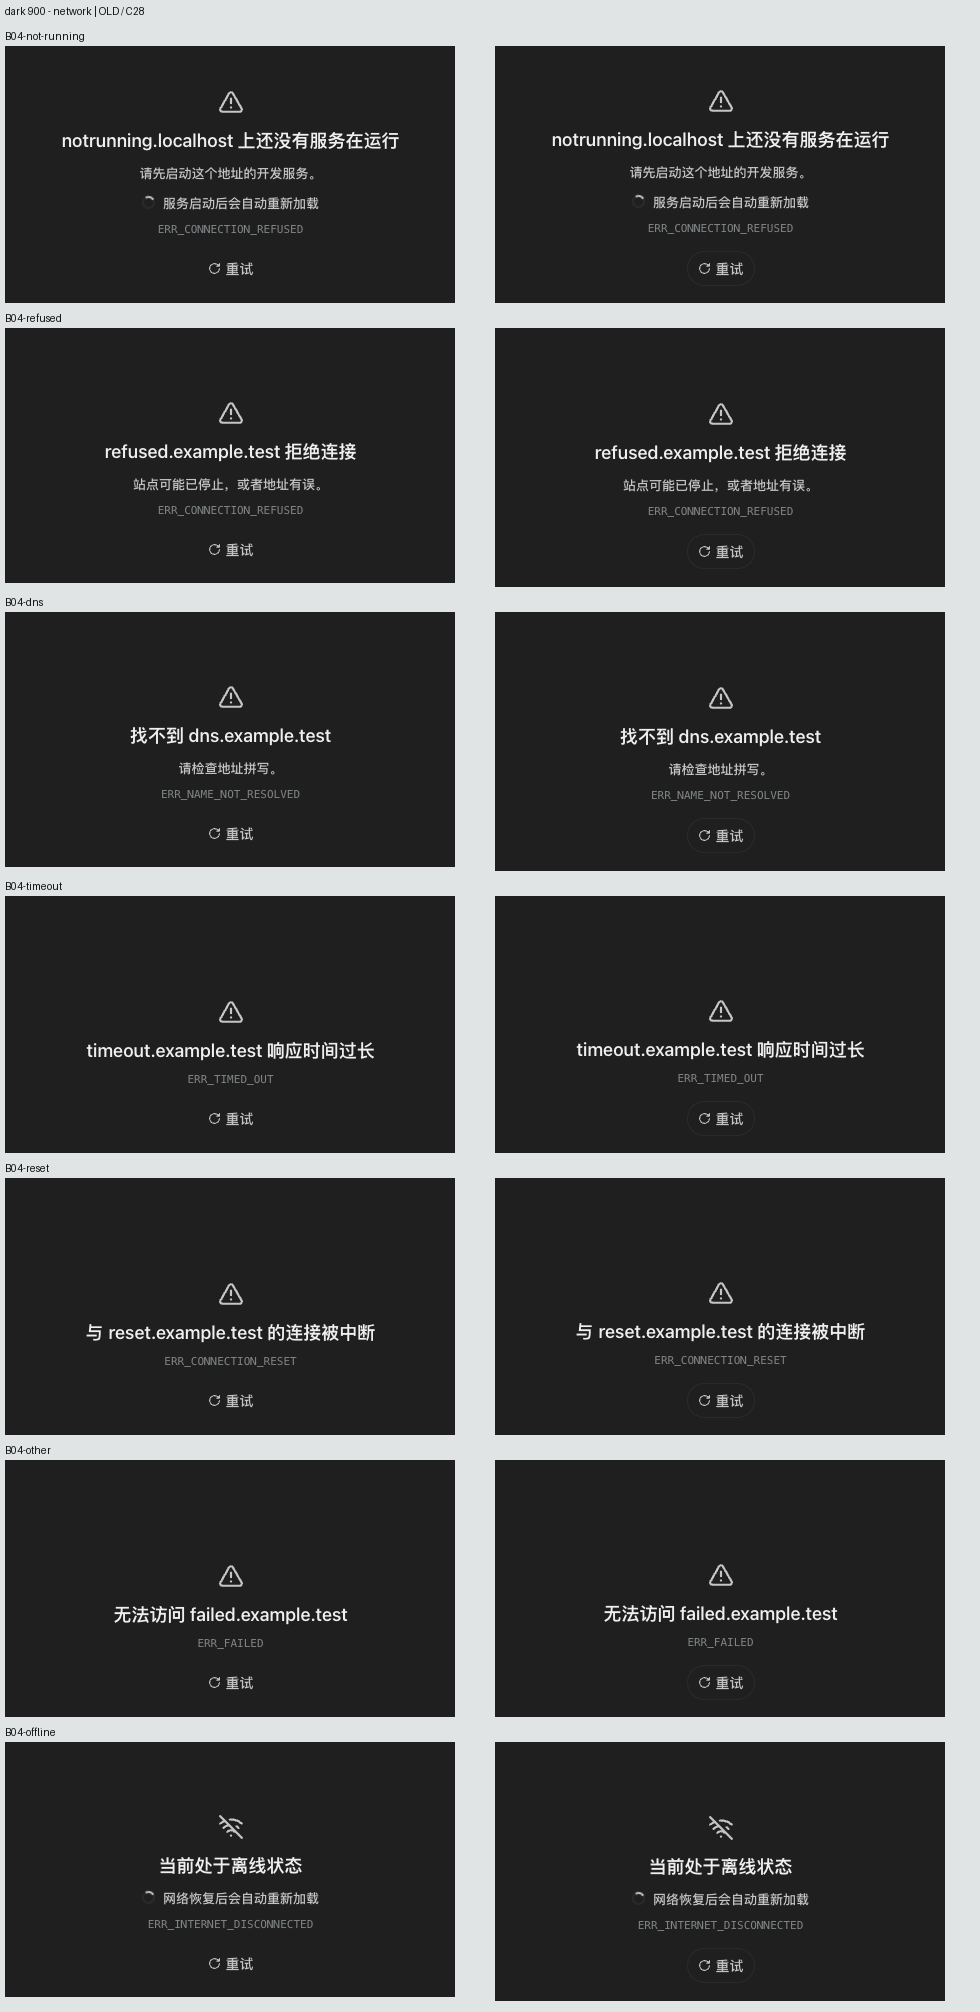 dark 900 - network | OLD / C28
B04-not-running
notrunning.localhost 上还没有服务在运行
请先启动这个地址的开发服务。
服务启动后会自动重新加载
ERR_CONNECTION_REFUSED
重试
notrunning.localhost 上还没有服务在运行
请先启动这个地址的开发服务。
服务启动后会自动重新加载
ERR_CONNECTION_REFUSED
重试
B04-refused
refused.example.test 拒绝连接
站点可能已停止，或者地址有误。
ERR_CONNECTION_REFUSED
重试
refused.example.test 拒绝连接
站点可能已停止，或者地址有误。
ERR_CONNECTION_REFUSED
重试
B04-dns
找不到 dns.example.test
请检查地址拼写。
ERR_NAME_NOT_RESOLVED
重试
找不到 dns.example.test
请检查地址拼写。
ERR_NAME_NOT_RESOLVED
重试
B04-timeout
timeout.example.test 响应时间过长
ERR_TIMED_OUT
重试
timeout.example.test 响应时间过长
ERR_TIMED_OUT
重试
B04-reset
与 reset.example.test 的连接被中断
ERR_CONNECTION_RESET
重试
与 reset.example.test 的连接被中断
ERR_CONNECTION_RESET
重试
B04-other
无法访问 failed.example.test
ERR_FAILED
重试
无法访问 failed.example.test
ERR_FAILED
重试
B04-offline
当前处于离线状态
网络恢复后会自动重新加载
ERR_INTERNET_DISCONNECTED
重试
当前处于离线状态
网络恢复后会自动重新加载
ERR_INTERNET_DISCONNECTED
重试